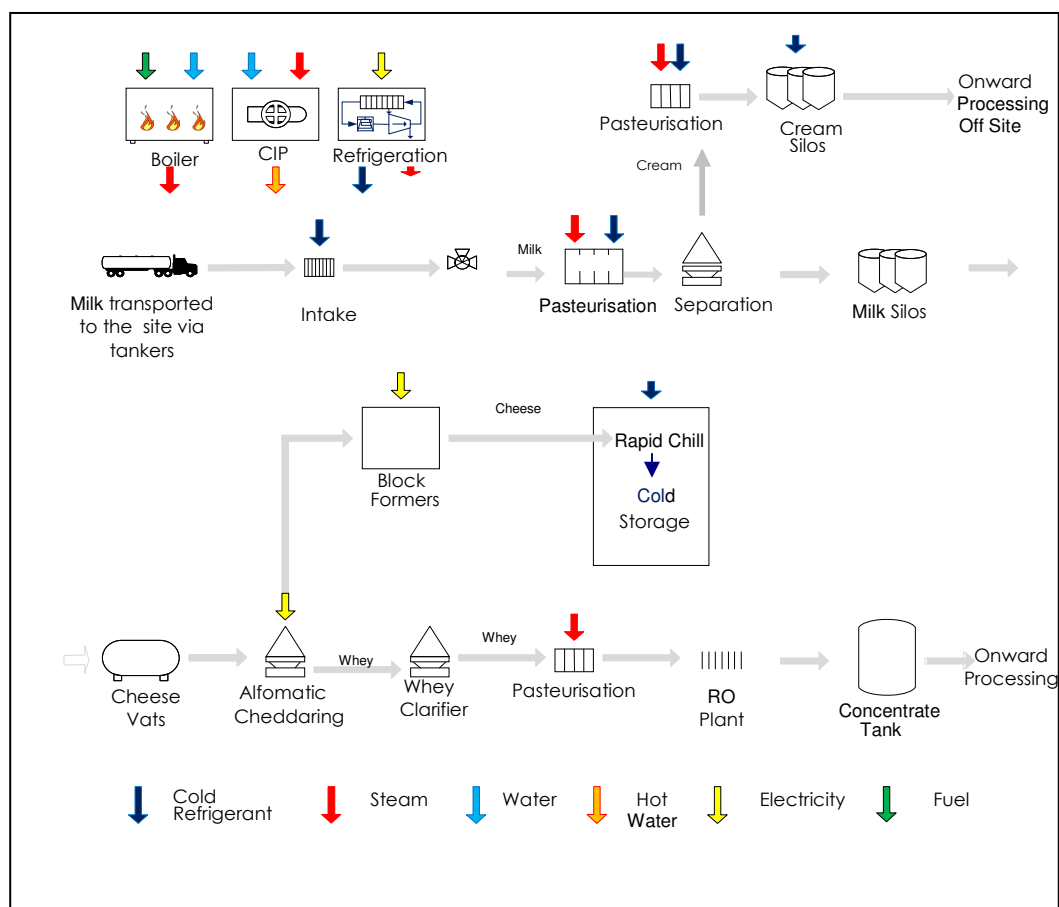 Boiler
CIP
Refrigeration
Pasteurisation
Cream
Silos
Onward
Processing
Off Site
Cream
Milk transported
to the site via
tankers
Intake
Milk
Pasteurisation
Separation
Milk Silos
Block
Formers
Cheese
Rapid Chill
Cold
Storage
Cheese
Vats
Alfomatic
Cheddaring
Whey
Whey
Clarifier
Whey
Pasteurisation
RO
Plant
Concentrate
Tank
Onward
Processing
Cold
Refrigerant
Steam
Water
Hot
Water
Electricity
Fuel